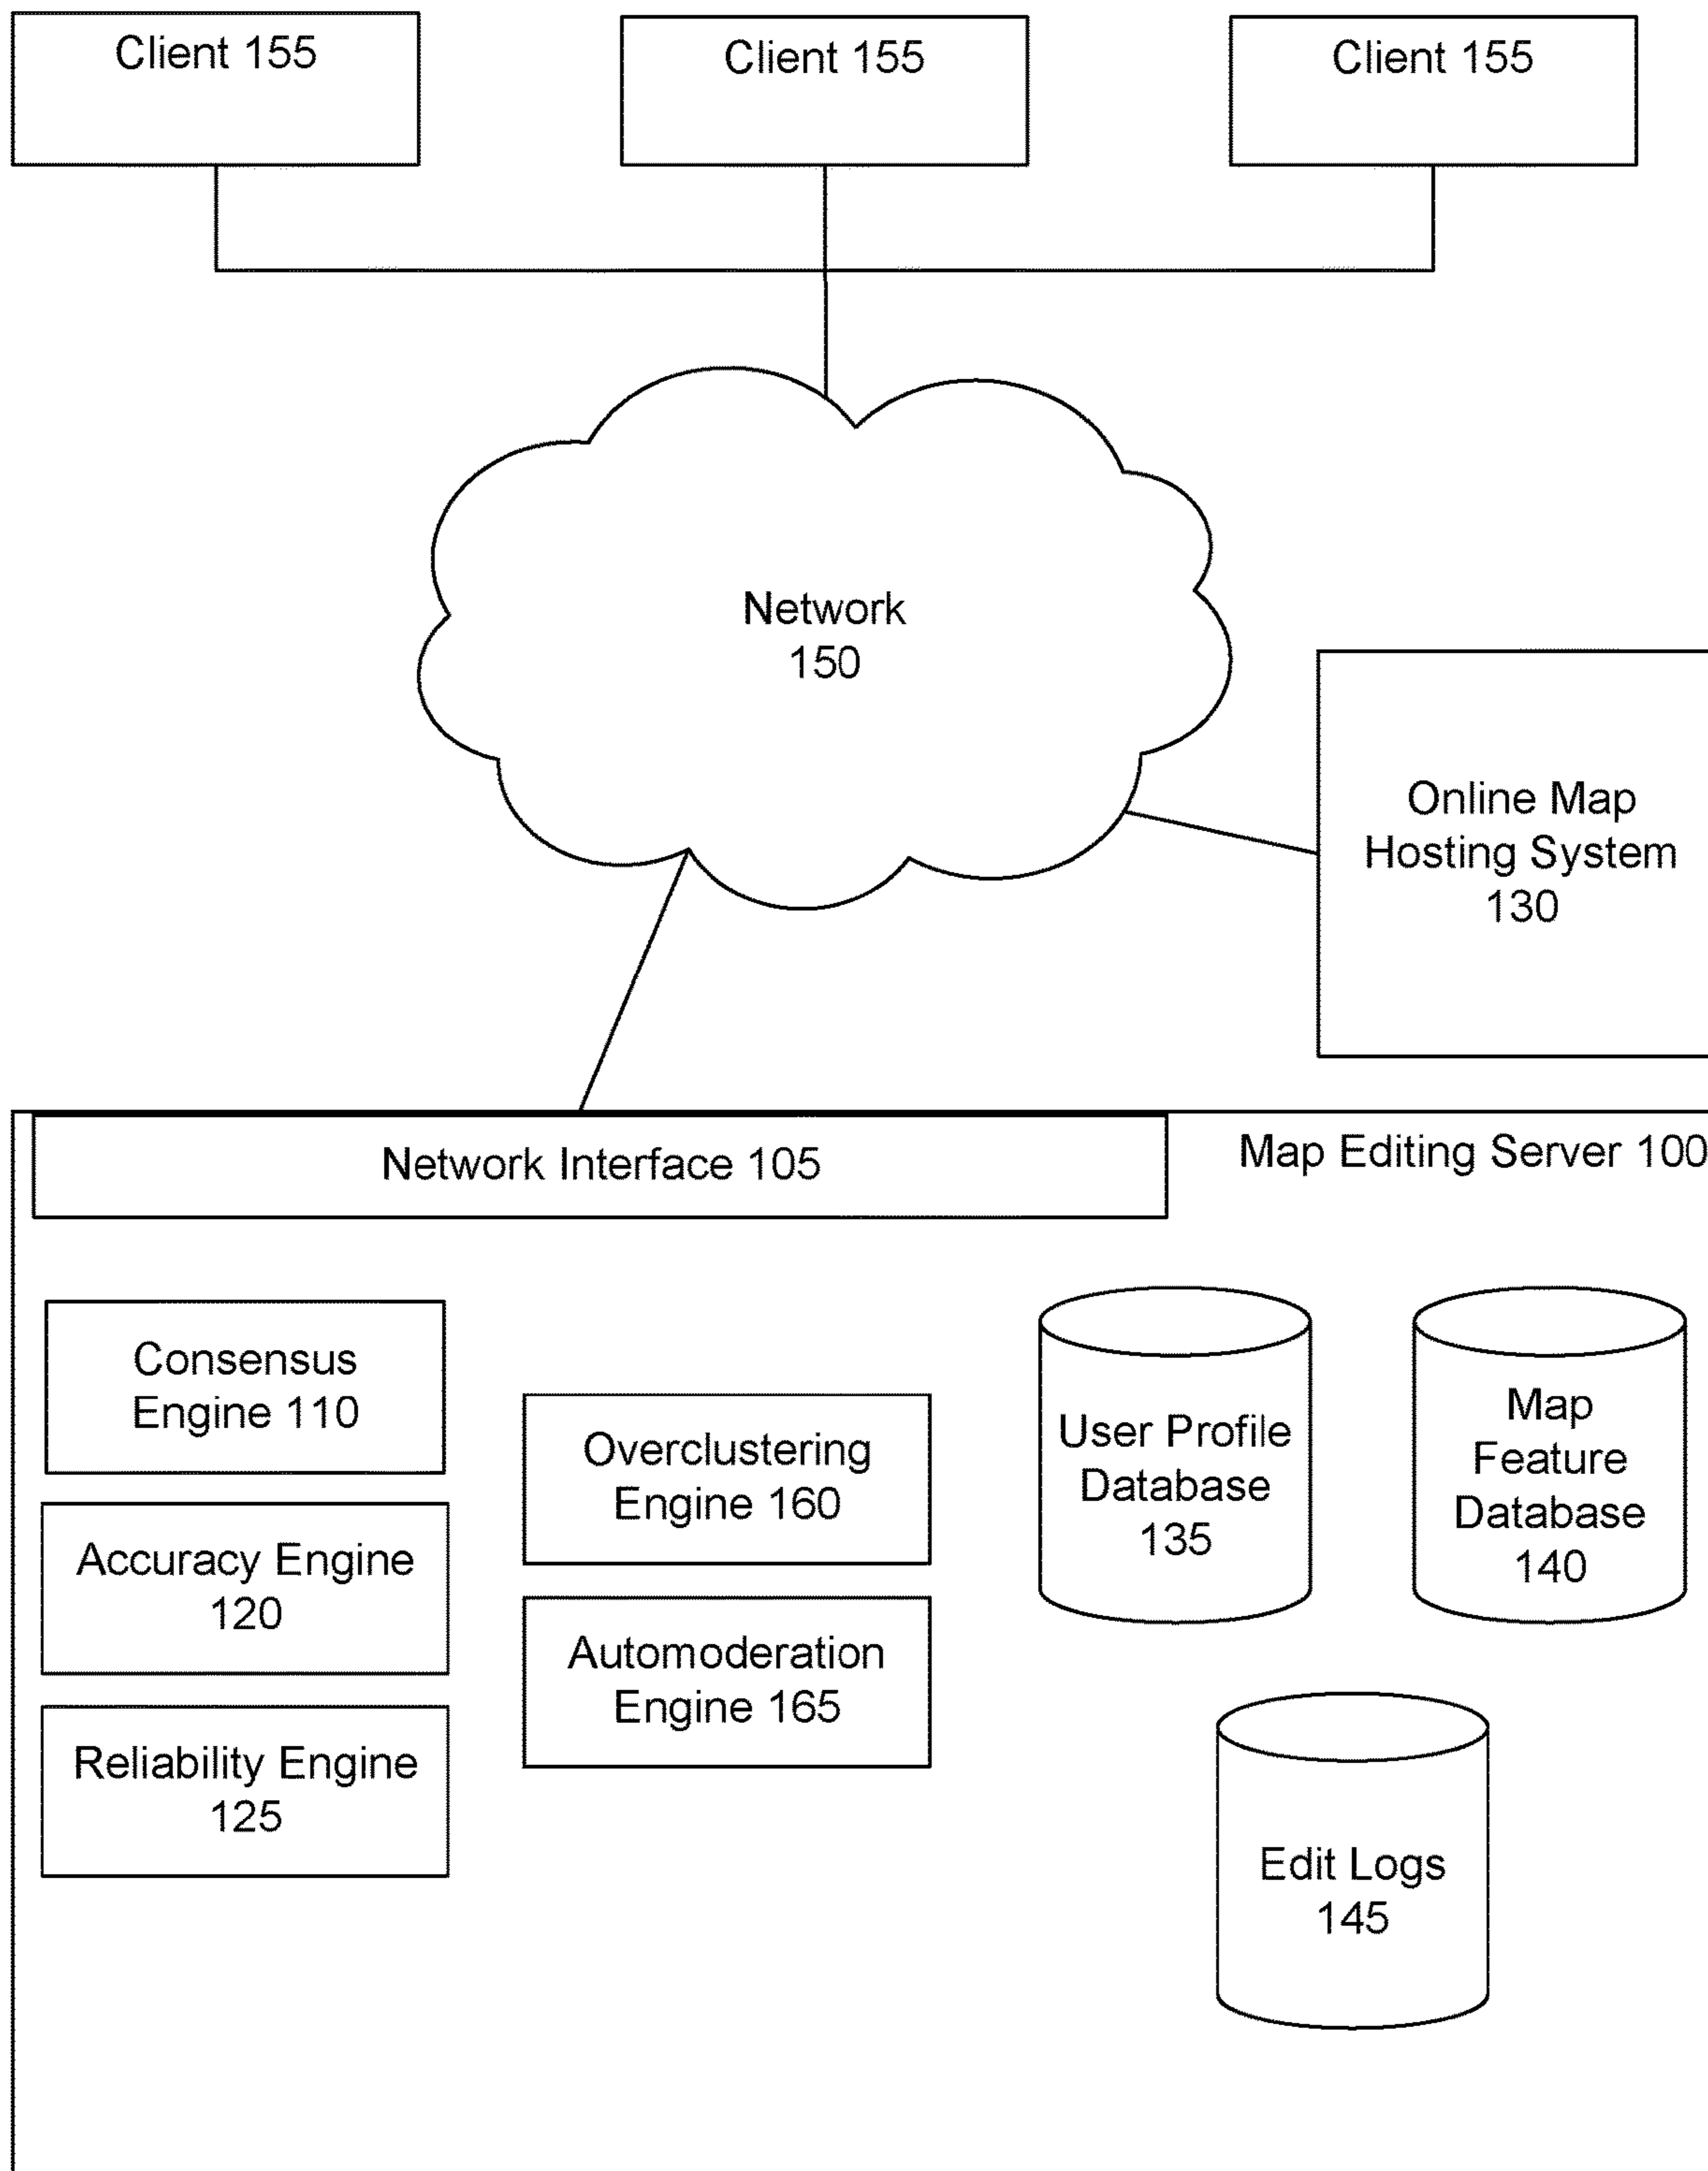 Client 155
Client 155
Client 155
Network
150
Online Map
Hosting System
130
Network Interface 105
Map Editing Server 100
Consensus
Engine 110
Accuracy Engine
120
Reliability Engine
125
Overclustering
Engine 160
Automoderation
Engine 165
User Profile
Database
135
Map
Feature
Database
140
Edit Logs
145